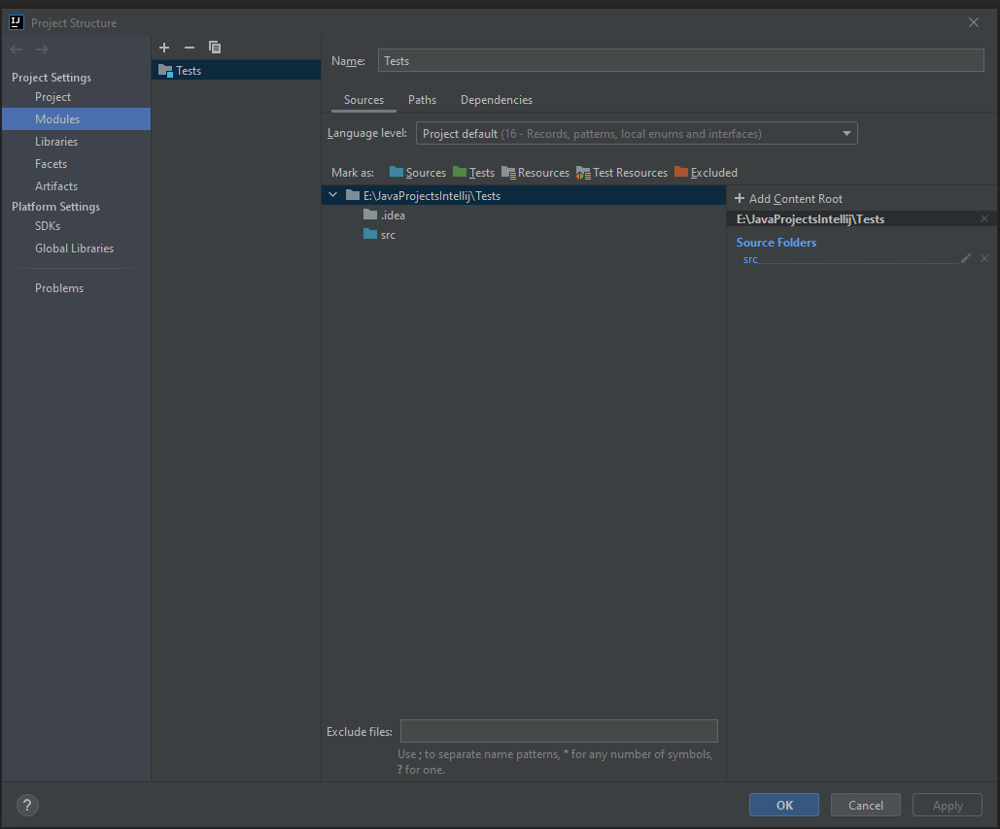 IJ
Project Structure
Project Settings
Project
Modules
Libraries
Facets
Artifacts
Platform Settings
SDKs
Global Libraries
Problems
Tests
Name: Tests
Sources Paths Dependencies
Language level: Project default (16 - Records, patterns, local enums and interfaces)
Mark as: Sources Tests Resources Test Resources Excluded
E:\JavaProjectsIntellij\Tests
.idea
src
+ Add Content Root
E:\JavaProjectsIntellij\Tests
Source Folders
src
Exclude files:
Use ; to separate name patterns, * for any number of symbols,
? for one.
? OK Cancel Apply